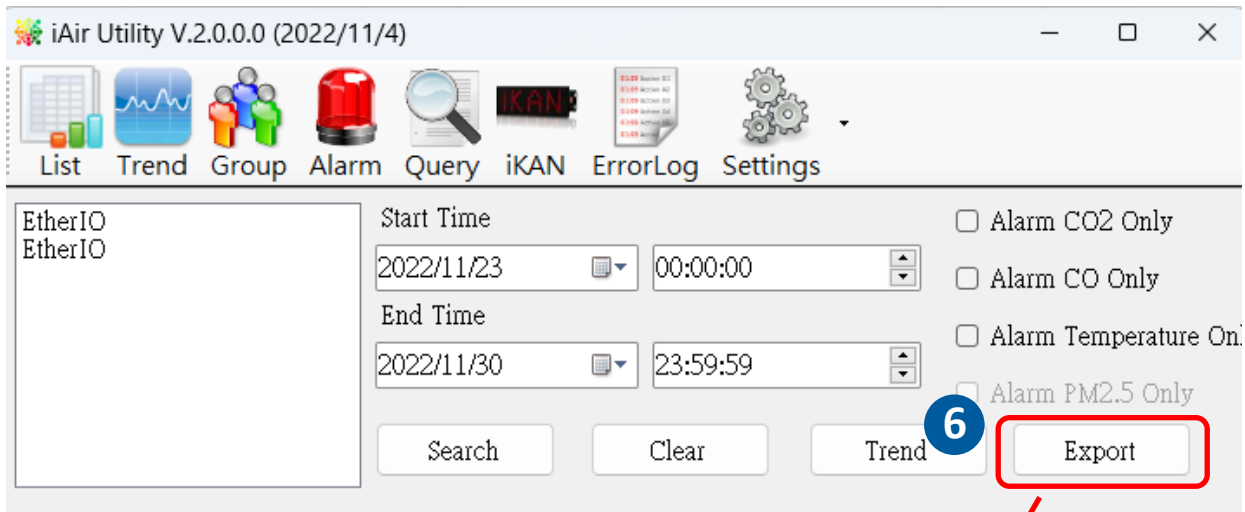 iAir Utility V.2.0.0.0 (2022/11/4)
iKAN
List Trend Group Alarm Query iKAN ErrorLog Settings
EtherIO
EtherIO
Start Time
2022/11/23 00:00:00
End Time
2022/11/30 23:59:59
Alarm CO2 Only
Alarm CO Only
Alarm Temperature Onl
Alarm PM2.5 Only
Search Clear Trend 6 Export